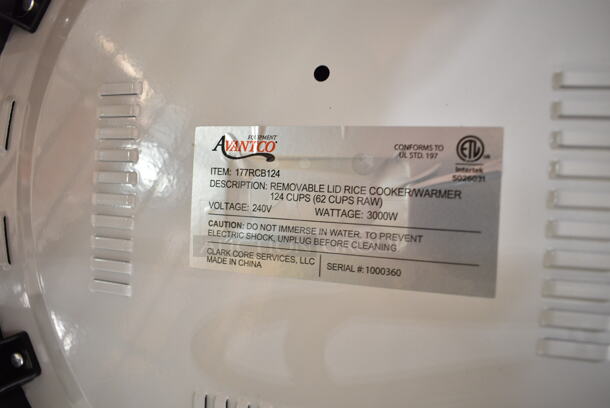 EQUIPMENT
AVANTCO
CONFORMS TO
UL STD. 197
ETL
Intertek
5026031
ITEM: 177RCB124
DESCRIPTION: REMOVABLE LID RICE COOKER/WARMER
124 CUPS (62 CUPS RAW)
VOLTAGE: 240V WATTAGE: 3000W
CAUTION: DO NOT IMMERSE IN WATER. TO PREVENT
ELECTRIC SHOCK, UNPLUG BEFORE CLEANING
CLARK CORE SERVICES, LLC
MADE IN CHINA
SERIAL #: 1000360